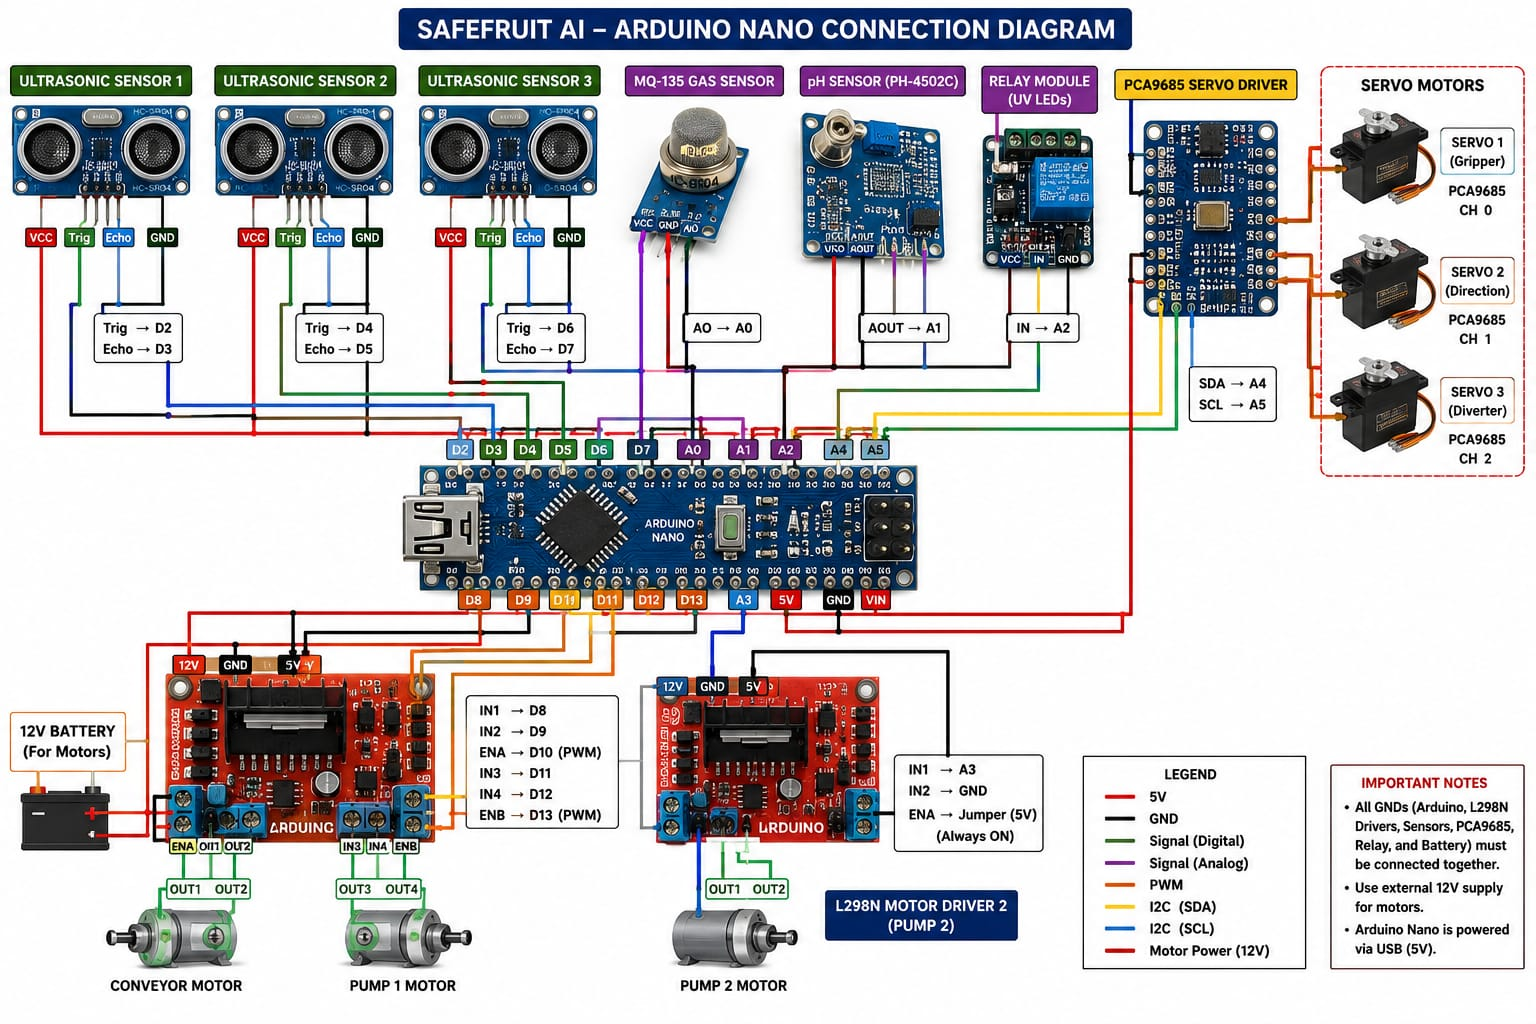 SAFEFRUIT AI – ARDUINO NANO CONNECTION DIAGRAM
ULTRASONIC SENSOR 1
ULTRASONIC SENSOR 2
ULTRASONIC SENSOR 3
MQ-135 GAS SENSOR
pH SENSOR (PH-4502C)
RELAY MODULE
(UV LEDs)
PCA9685 SERVO DRIVER
SERVO MOTORS
SERVO 1
(Gripper)
PCA9685
CH 0
SERVO 2
(Direction)
PCA9685
CH 1
SERVO 3
(Diverter)
PCA9685
CH 2
VCC Trig Echo GND
VCC Trig Echo GND
VCC Trig Echo GND
VCC GND
AOUT
VCC IN GND
Trig → D2
Echo → D3
Trig → D4
Echo → D5
Trig → D6
Echo → D7
AO → A0
AOUT → A1
IN → A2
SDA → A4
SCL → A5
D2 D3 D4 D5 D6 D7 A0 A1 A2 A4 A5
ARDUINO
NANO
D8 D9 D11 D12 D13 A3 5V GND VIN
12V GND 5V
12V GND 5V
12V BATTERY
(For Motors)
IN1 → D8
IN2 → D9
ENA → D10 (PWM)
IN3 → D11
IN4 → D12
ENB → D13 (PWM)
IN1 → A3
IN2 → GND
ENA → Jumper (5V)
(Always ON)
ARDUINO
ENA OUT2 IN3 IN4 ENB
OUT1 OUT2
OUT3 OUT4
OUT1 OUT2
L298N MOTOR DRIVER 2
(PUMP 2)
CONVEYOR MOTOR
PUMP 1 MOTOR
PUMP 2 MOTOR
LEGEND
5V
GND
Signal (Digital)
Signal (Analog)
PWM
I2C (SDA)
I2C (SCL)
Motor Power (12V)
IMPORTANT NOTES
• All GNDs (Arduino, L298N
Drivers, Sensors, PCA9685,
Relay, and Battery) must
be connected together.
• Use external 12V supply
for motors.
• Arduino Nano is powered
via USB (5V).